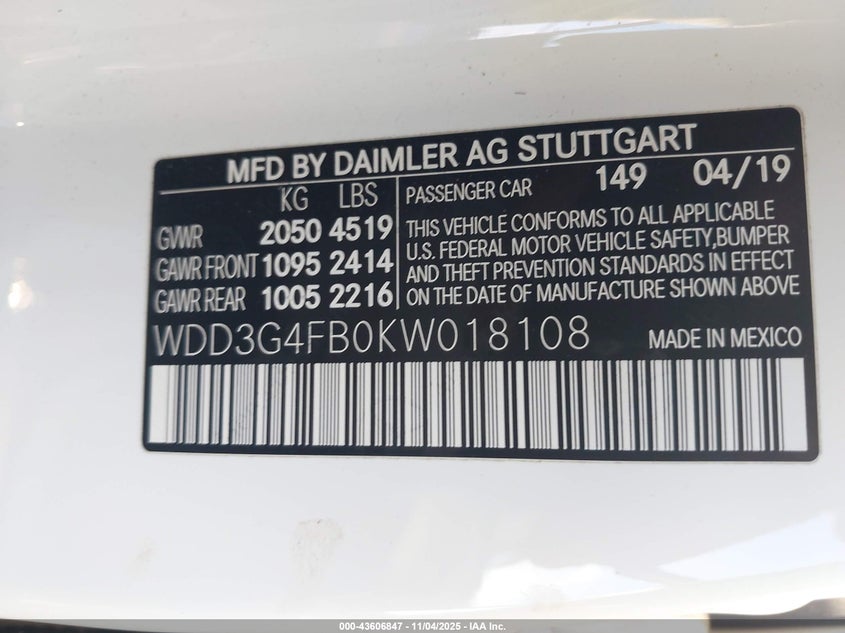 MFD BY DAIMLER AG STUTTGART
KG LBS
GVWR 2050 4519
GAWR FRONT 1095 2414
GAWR REAR 1005 2216
PASSENGER CAR 149 04/19
THIS VEHICLE CONFORMS TO ALL APPLICABLE
U.S. FEDERAL MOTOR VEHICLE SAFETY,BUMPER
AND THEFT PREVENTION STANDARDS IN EFFECT
ON THE DATE OF MANUFACTURE SHOWN ABOVE
WDD3G4FB0KW018108 MADE IN MEXICO
000-43606847 - 11/04/2025 - IAA Inc.